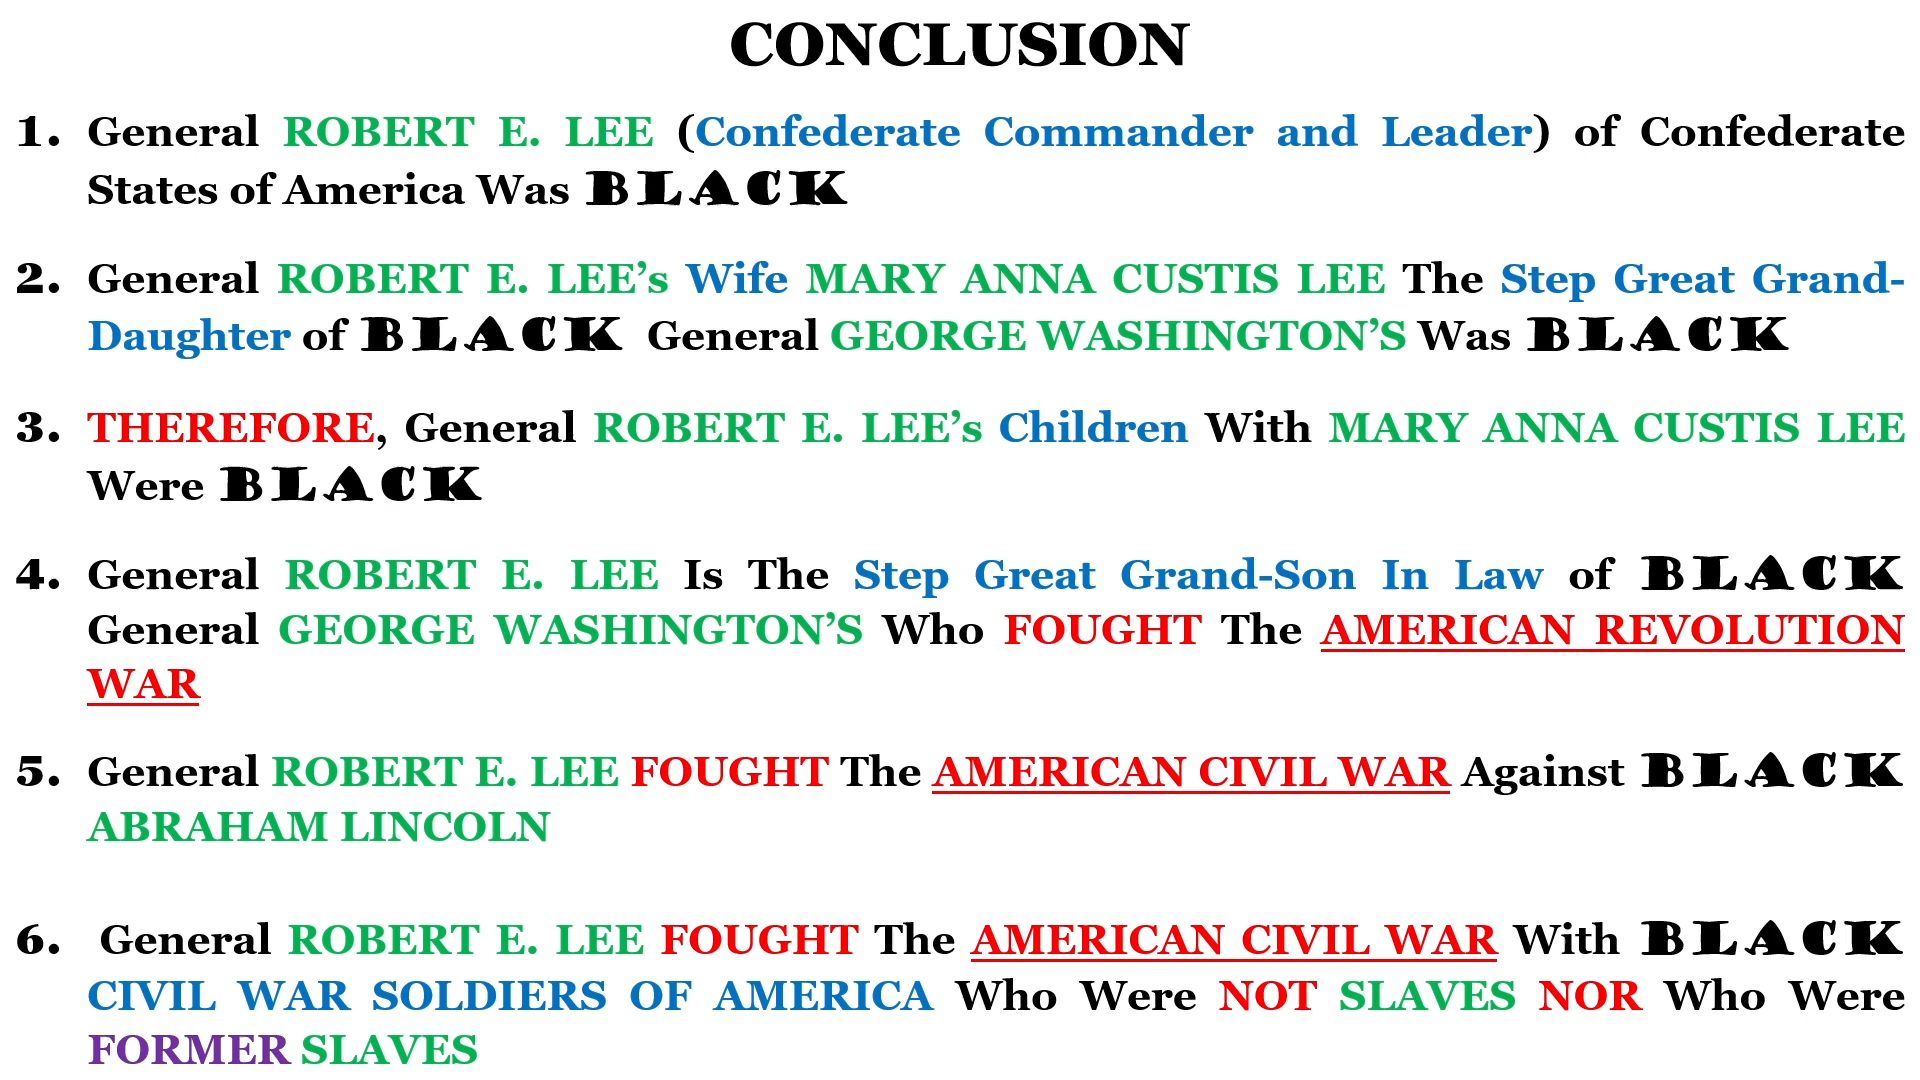 CONCLUSION
1. General ROBERT E. LEE (Confederate Commander and Leader) of Confederate
States of America Was BLACK
2. General ROBERT E. LEE’s Wife MARY ANNA CUSTIS LEE The Step Great Grand-
Daughter of BLACK General GEORGE WASHINGTON’S Was BLACK
3. THEREFORE, General ROBERT E. LEE’s Children With MARY ANNA CUSTIS LEE
Were BLACK
4. General ROBERT E. LEE Is The Step Great Grand-Son In Law of BLACK
General GEORGE WASHINGTON’S Who FOUGHT The AMERICAN REVOLUTION
WAR
5. General ROBERT E. LEE FOUGHT The AMERICAN CIVIL WAR Against BLACK
ABRAHAM LINCOLN
6. General ROBERT E. LEE FOUGHT The AMERICAN CIVIL WAR With BLACK
CIVIL WAR SOLDIERS OF AMERICA Who Were NOT SLAVES NOR Who Were
FORMER SLAVES